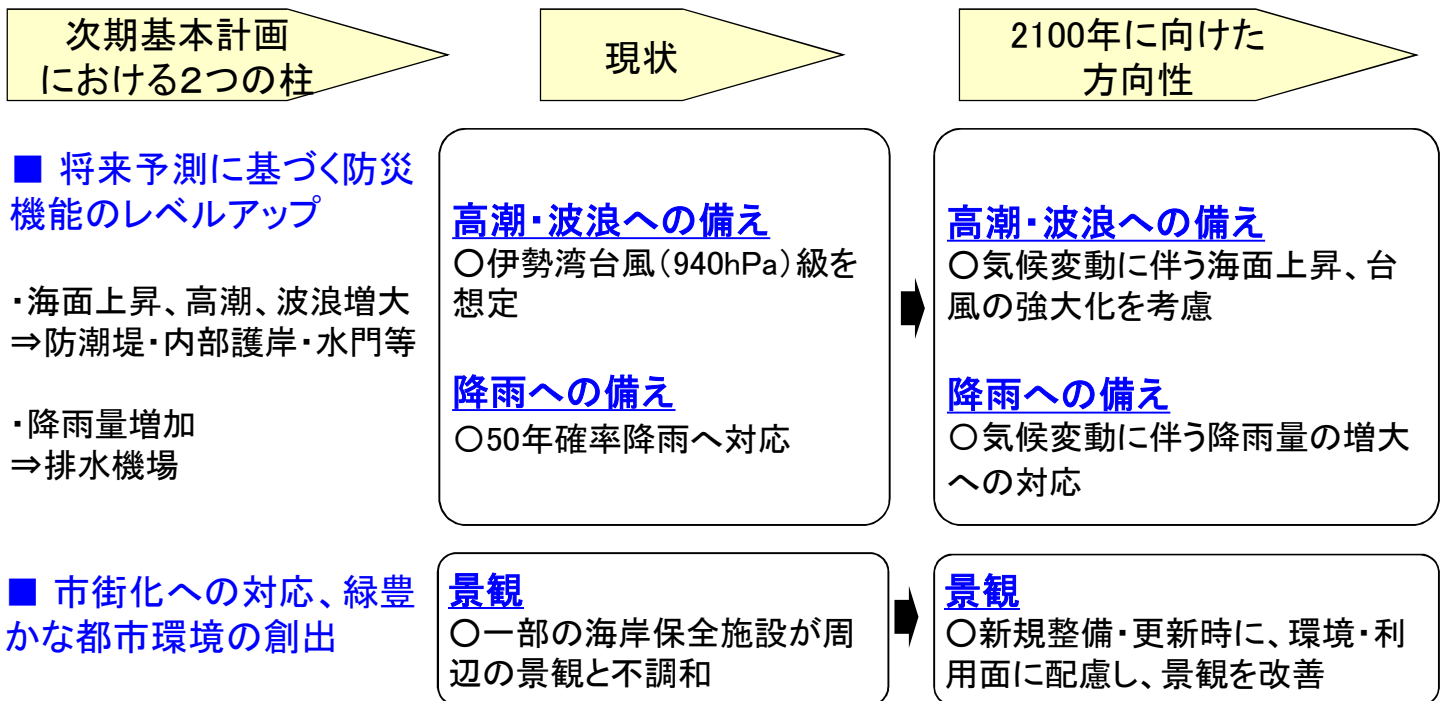 次期基本計画
における2つの柱
現状
2100年に向けた
方向性
■ 将来予測に基づく防災
機能のレベルアップ
・海面上昇、高潮、波浪増大
⇒防潮堤・内部護岸・水門等
・降雨量増加
⇒排水機場
高潮・波浪への備え
〇伊勢湾台風(940hPa)級を
想定
降雨への備え
〇50年確率降雨へ対応
高潮・波浪への備え
〇気候変動に伴う海面上昇、台
風の強大化を考慮
降雨への備え
〇気候変動に伴う降雨量の増大
への対応
■ 市街化への対応、緑豊
かな都市環境の創出
景観
〇一部の海岸保全施設が周
辺の景観と不調和
景観
〇新規整備・更新時に、環境・利
用面に配慮し、景観を改善